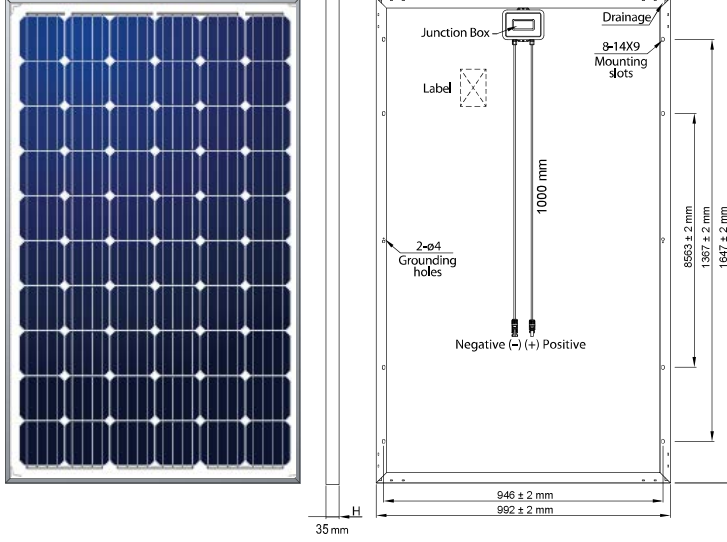 Drainage
Junction Box
8-14X9
Mounting
slots
Label
1000 mm
8563 ± 2 mm
1367 ± 2 mm
1647 ± 2 mm
2-ø4
Grounding
holes
Negative (-) (+) Positive
946 ± 2 mm
992 ± 2 mm
H
35 mm